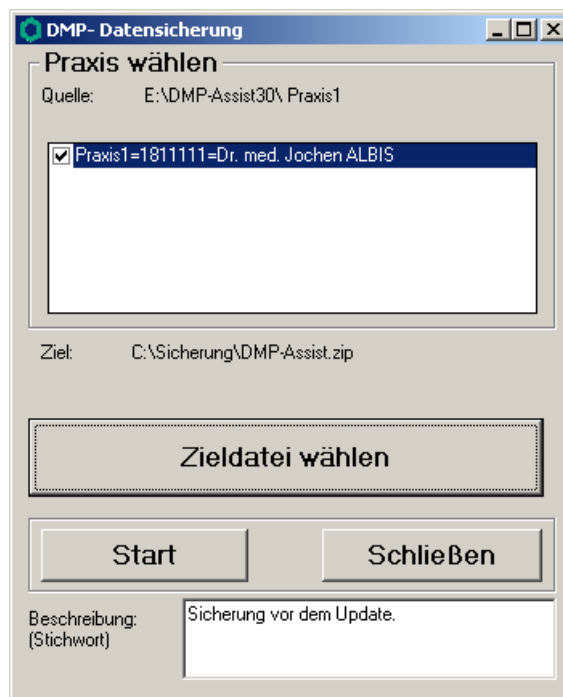 DMP- Datensicherung
Praxis wählen
Quelle: E:\DMP-Assist30\ Praxis1
Praxis1=1811111=Dr. med. Jochen ALBIS
Ziel: C:\Sicherung\DMP-Assist.zip
Zieldatei wählen
Start Schließen
Beschreibung: Sicherung vor dem Update.
(Stichwort)